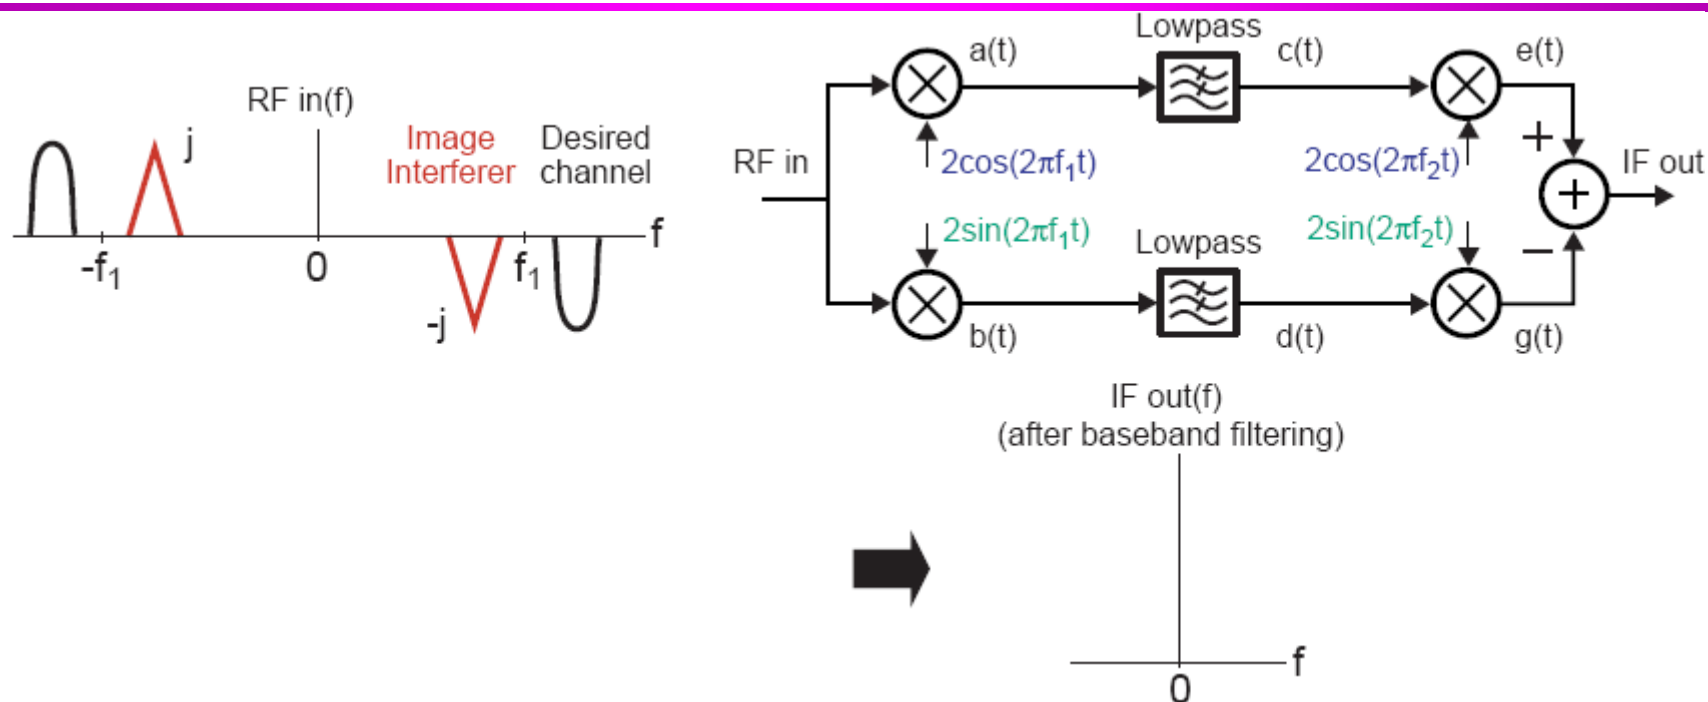 RF in(f)
j
Image
Interferer
Desired
channel
-f₁
0
f₁
f
-j
RF in
a(t)
Lowpass
c(t)
e(t)
2cos(2πf₁t)
2cos(2πf₂t)
+
+
IF out
2sin(2πf₁t)
Lowpass
2sin(2πf₂t)
−
b(t)
d(t)
g(t)
IF out(f)
(after baseband filtering)
f
0